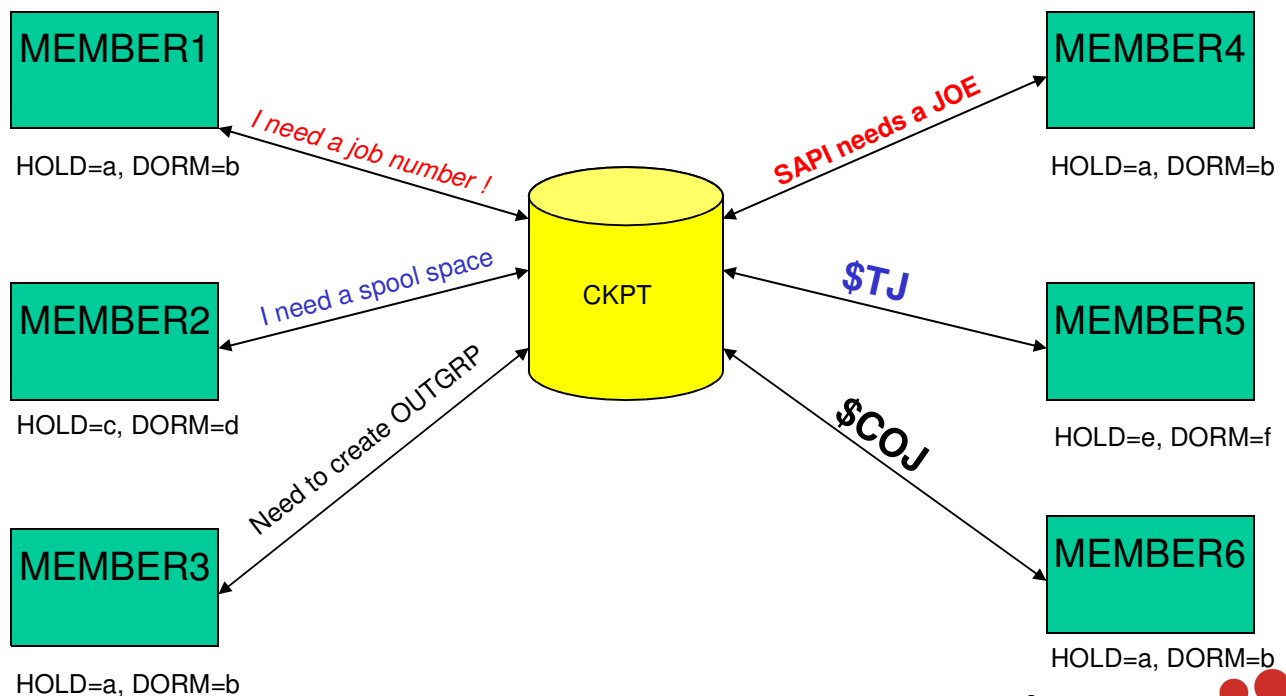 MEMBER1
HOLD=a, DORM=b
I need a job number !
MEMBER4
HOLD=a, DORM=b
SAPI needs a JOE
CKPT
MEMBER2
HOLD=c, DORM=d
I need a spool space
MEMBER5
HOLD=e, DORM=f
$TJ
MEMBER3
HOLD=a, DORM=b
Need to create OUTGRP
MEMBER6
HOLD=a, DORM=b
$COJ